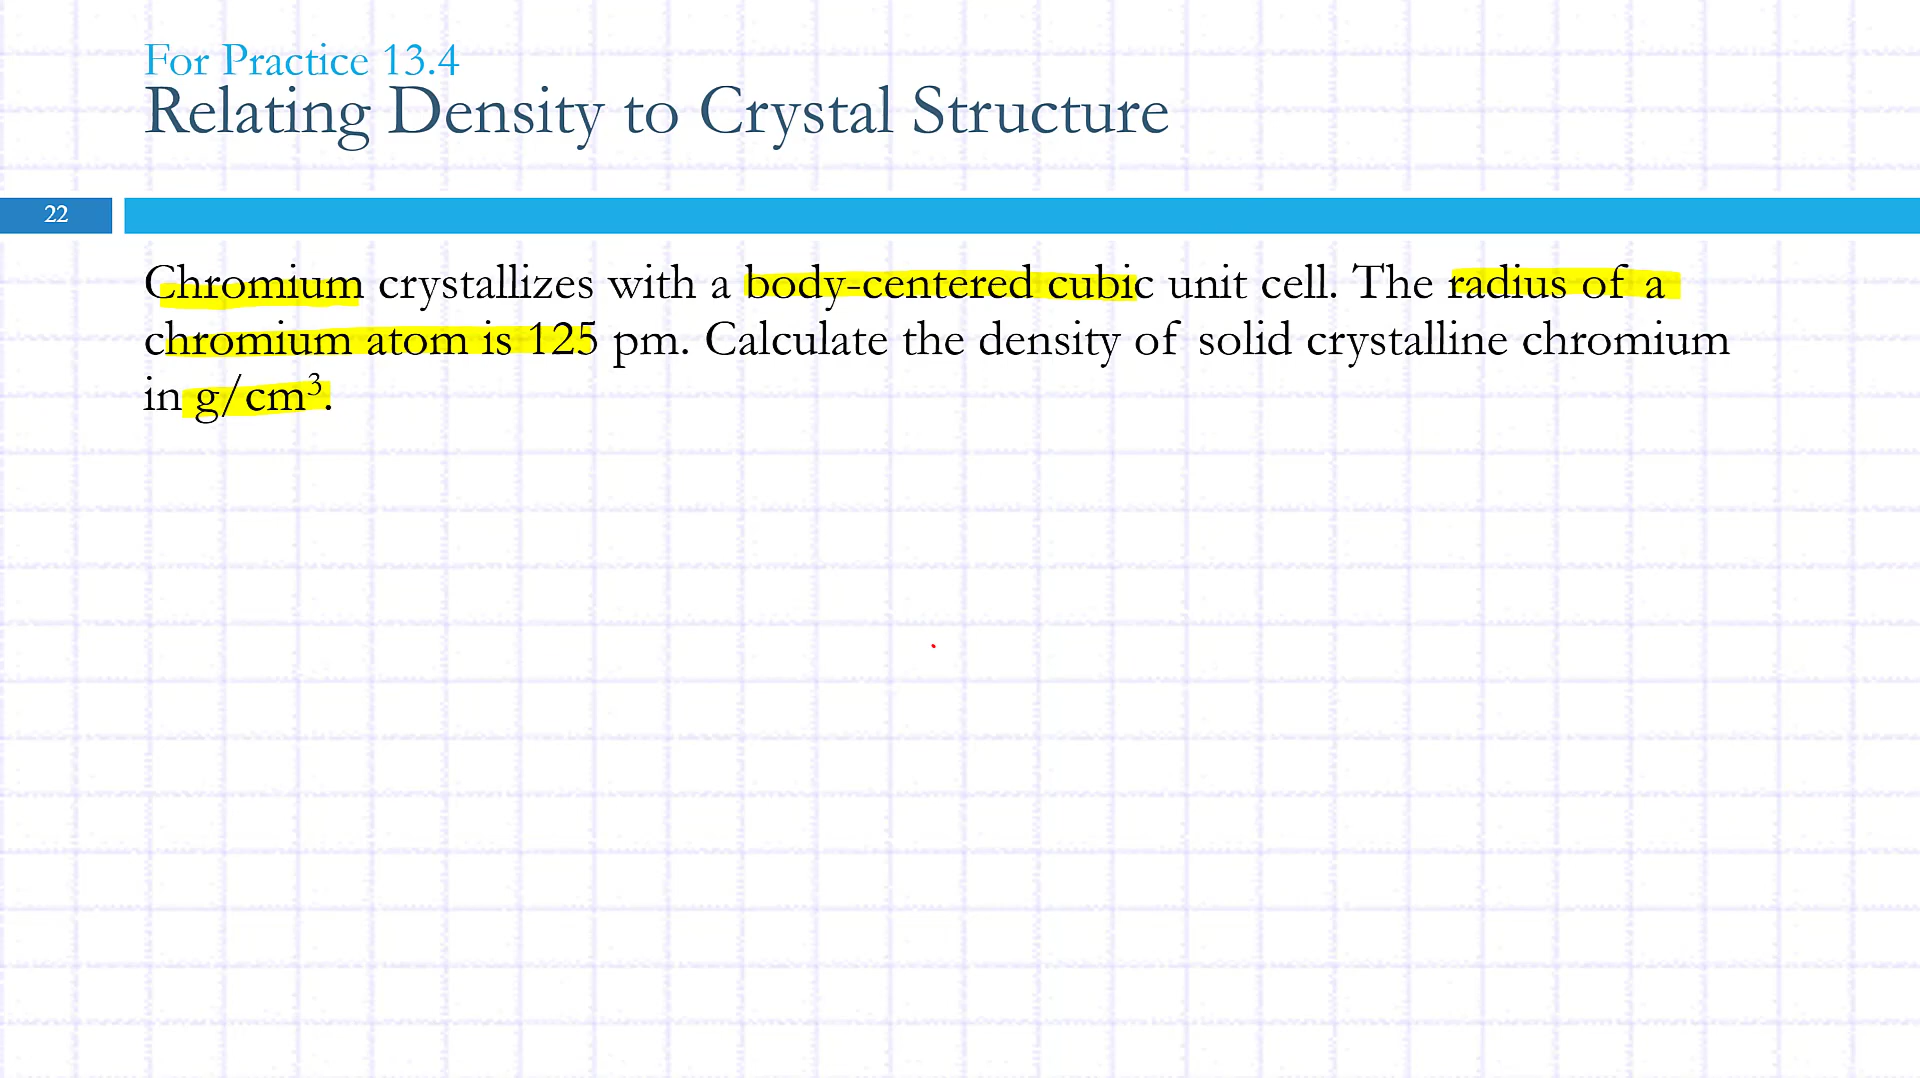 For Practice 13.4
Relating Density to Crystal Structure
22
Chromium crystallizes with a body-centered cubic unit cell. The radius of a
chromium atom is 125 pm. Calculate the density of solid crystalline chromium
in g/cm³.